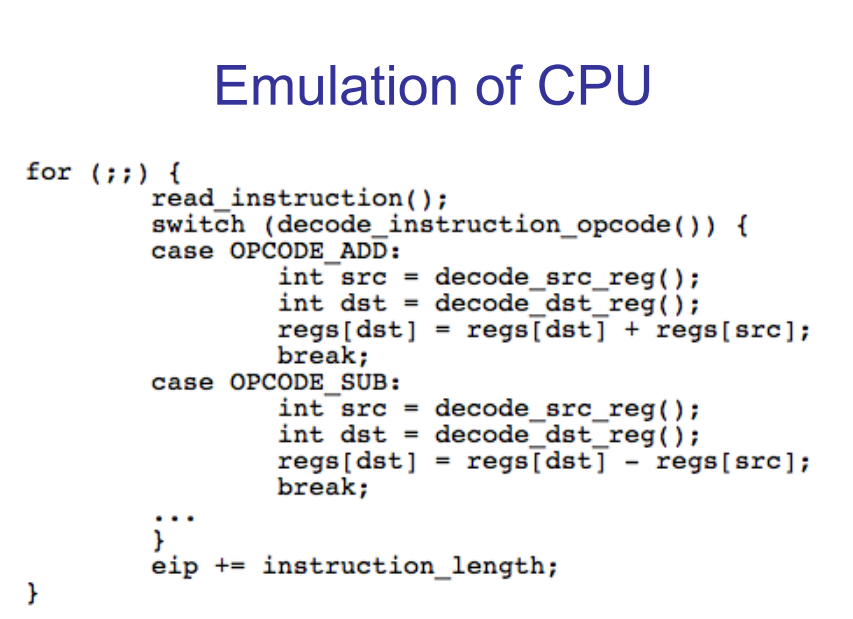 Emulation of CPU
for (;;) {
        read_instruction();
        switch (decode_instruction_opcode()) {
        case OPCODE_ADD:
                int src = decode_src_reg();
                int dst = decode_dst_reg();
                regs[dst] = regs[dst] + regs[src];
                break;
        case OPCODE_SUB:
                int src = decode_src_reg();
                int dst = decode_dst_reg();
                regs[dst] = regs[dst] - regs[src];
                break;
        ...
        }
        eip += instruction_length;
}